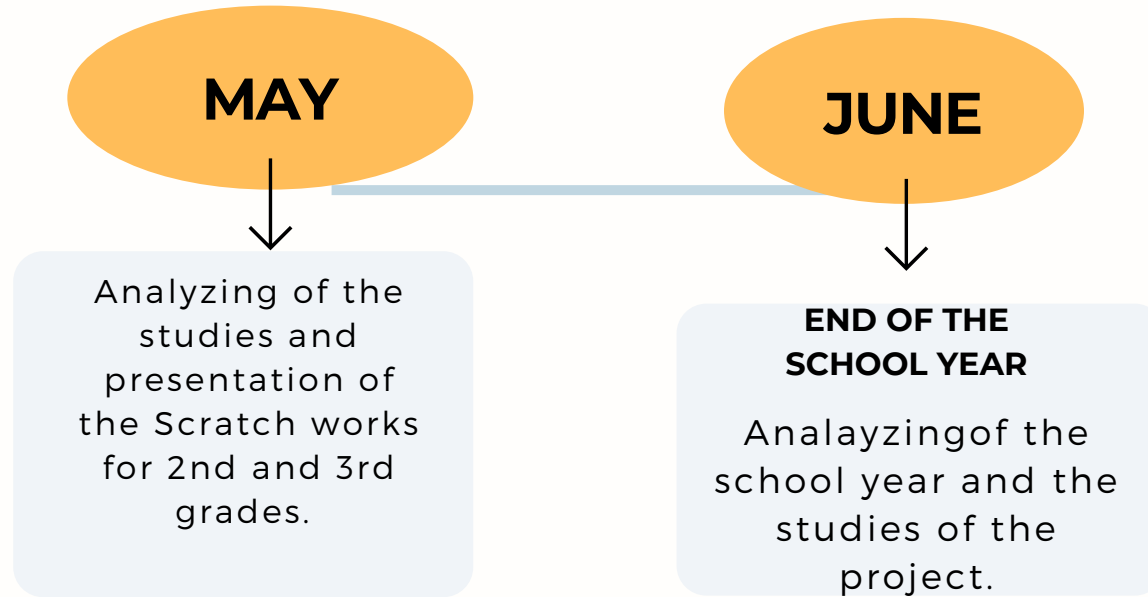 MAY
Analyzing of the
studies and
presentation of
the Scratch works
for 2nd and 3rd
grades.
JUNE
END OF THE
SCHOOL YEAR
Analayzingof the
school year and the
studies of the
project.